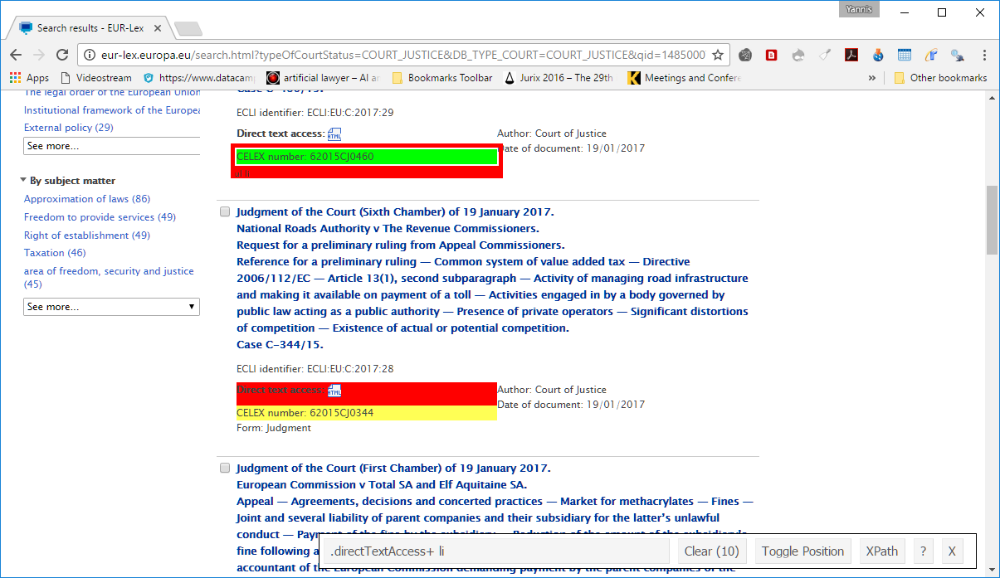 Yannis
Search results - EUR-Lex
eur-lex.europa.eu/search.html?typeOfCourtStatus=COURT_JUSTICE&DB_TYPE_COURT=COURT_JUSTICE&qid=1485000
Apps Videostream https://www.datacam artificial lawyer – AI ar Bookmarks Toolbar Jurix 2016 – The 29th Meetings and Confere » Other bookmarks
The legal order of the European Union
Institutional framework of the Europea
External policy (29)
See more...
By subject matter
Approximation of laws (86)
Freedom to provide services (49)
Right of establishment (49)
Taxation (46)
area of freedom, security and justice
(45)
See more...
ECLI identifier: ECLI:EU:C:2017:29
Direct text access: HTML
Author: Court of Justice
Date of document: 19/01/2017
CELEX number: 62015CJ0460
Judgment of the Court (Sixth Chamber) of 19 January 2017.
National Roads Authority v The Revenue Commissioners.
Request for a preliminary ruling from Appeal Commissioners.
Reference for a preliminary ruling — Common system of value added tax — Directive
2006/112/EC — Article 13(1), second subparagraph — Activity of managing road infrastructure
and making it available on payment of a toll — Activities engaged in by a body governed by
public law acting as a public authority — Presence of private operators — Significant distortions
of competition — Existence of actual or potential competition.
Case C-344/15.
ECLI identifier: ECLI:EU:C:2017:28
Direct text access: HTML
Author: Court of Justice
Date of document: 19/01/2017
CELEX number: 62015CJ0344
Form: Judgment
Judgment of the Court (First Chamber) of 19 January 2017.
European Commission v Total SA and Elf Aquitaine SA.
Appeal — Agreements, decisions and concerted practices — Market for methacrylates — Fines —
Joint and several liability of parent companies and their subsidiary for the latter's unlawful
conduct — Payment of the fine by the subsidiary — Reduction of the amount of the subsidiary's
fine following a
accountant of the European Commission demanding payment by the parent companies of the
.directTextAccess+ li Clear (10) Toggle Position XPath ? X